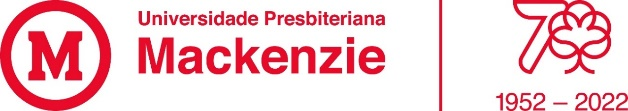 M
Universidade Presbiteriana
Mackenzie
70
1952 – 2022